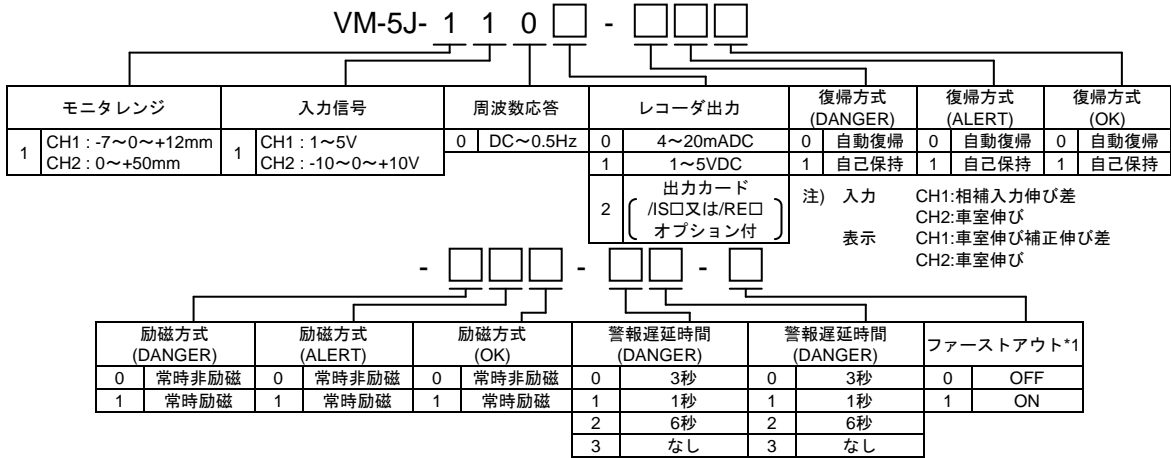 VM-5J- 1 1 0 □ - □□□
モニタレンジ
1 CH1 : -7～0～+12mm
CH2 : 0～+50mm
入力信号
1 CH1 : 1～5V
CH2 : -10～0～+10V
周波数応答
0 DC～0.5Hz
レコーダ出力
0 4～20mADC
1 1～5VDC
2 出力カード
/IS□又は/RE□
オプション付
復帰方式
(DANGER)
0 自動復帰
1 自己保持
復帰方式
(ALERT)
0 自動復帰
1 自己保持
復帰方式
(OK)
0 自動復帰
1 自己保持
注) 入力 CH1:相補入力伸び差
CH2:車室伸び
表示 CH1:車室伸び補正伸び差
CH2:車室伸び
- □□□ - □□ - □
励磁方式
(DANGER)
0 常時非励磁
1 常時励磁
励磁方式
(ALERT)
0 常時非励磁
1 常時励磁
励磁方式
(OK)
0 常時非励磁
1 常時励磁
警報遅延時間
(DANGER)
0 3秒
1 1秒
2 6秒
3 なし
警報遅延時間
(DANGER)
0 3秒
1 1秒
2 6秒
3 なし
ファーストアウト*1
0 OFF
1 ON